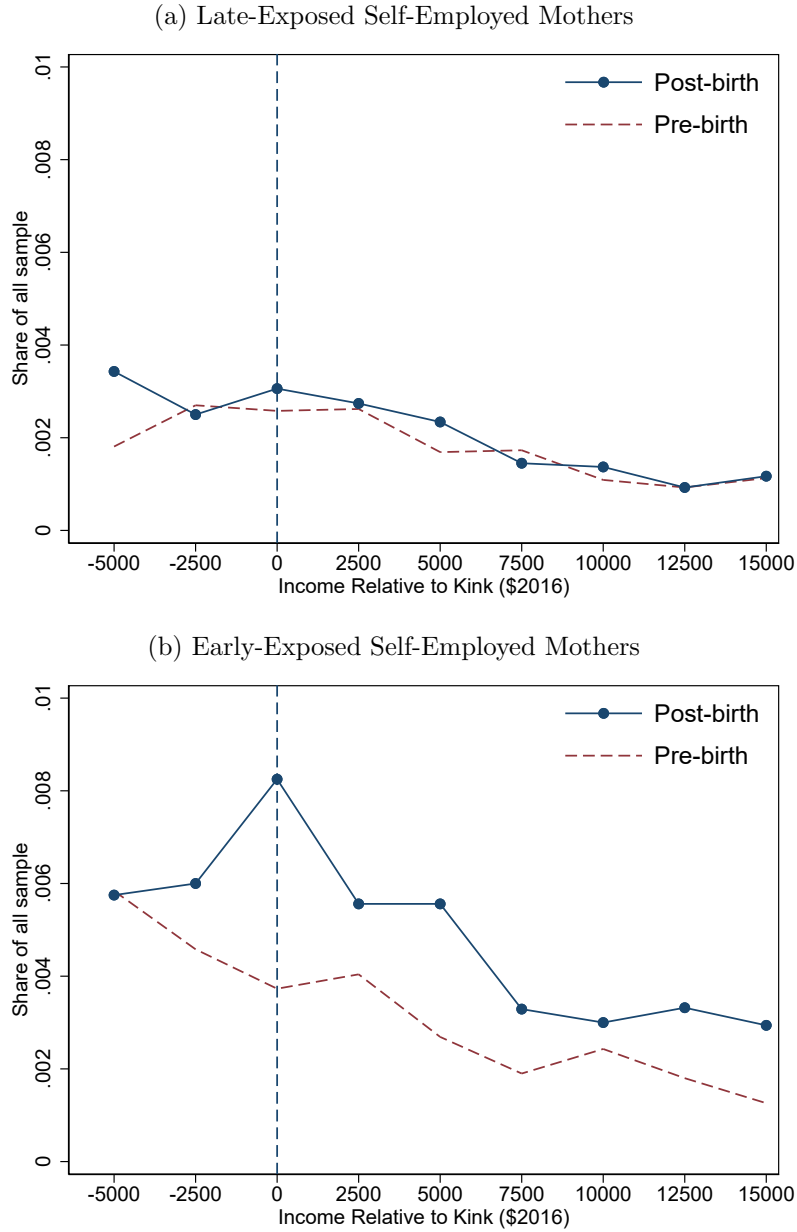 (a) Late-Exposed Self-Employed Mothers
Post-birth
Pre-birth
Share of all sample
.01
.008
.006
.004
.002
0
-5000 -2500 0 2500 5000 7500 10000 12500 15000
Income Relative to Kink ($2016)
(b) Early-Exposed Self-Employed Mothers
Post-birth
Pre-birth
Share of all sample
.01
.008
.006
.004
.002
0
-5000 -2500 0 2500 5000 7500 10000 12500 15000
Income Relative to Kink ($2016)